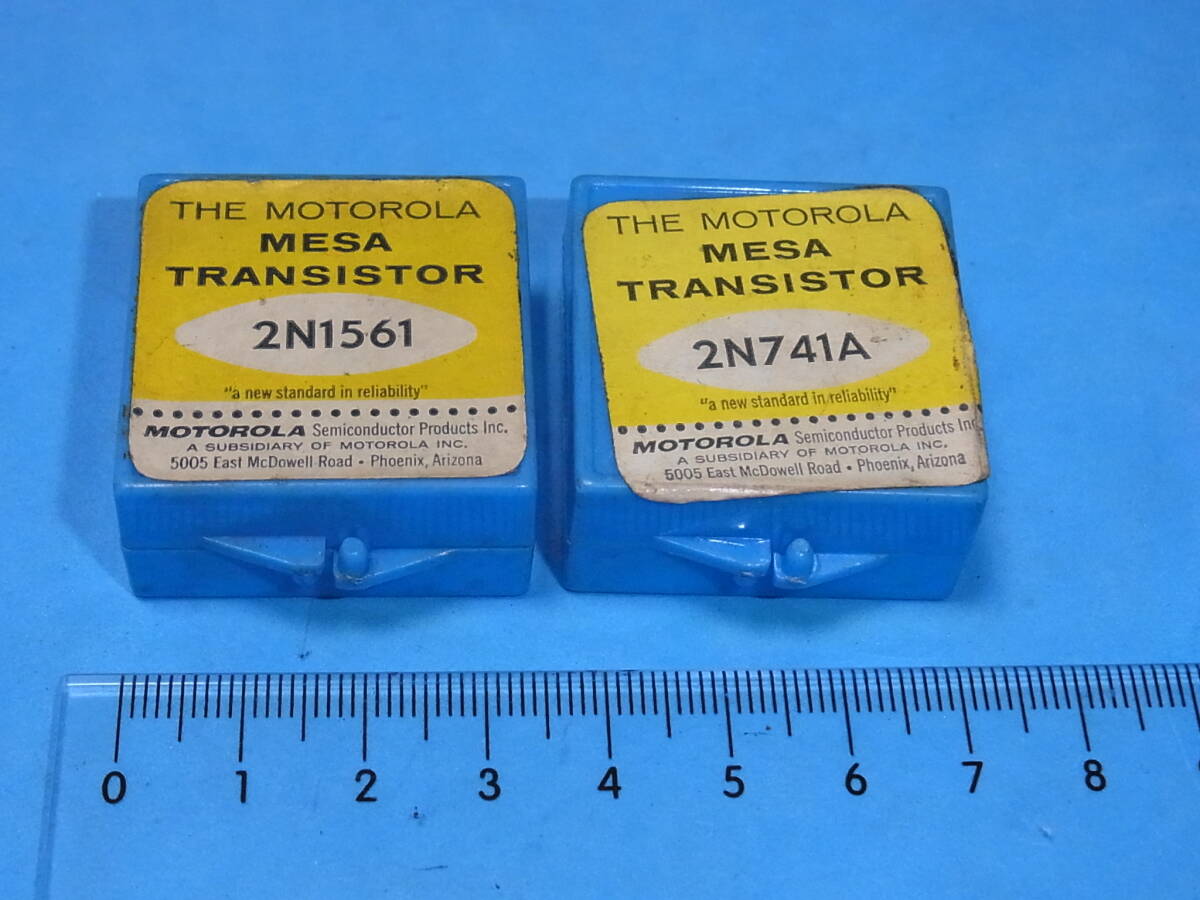 THE MOTOROLA
MESA
TRANSISTOR
2N1561
"a new standard in reliability"
MOTOROLA Semiconductor Products Inc.
A SUBSIDIARY OF MOTOROLA INC.
5005 East McDowell Road • Phoenix, Arizona
THE MOTOROLA
MESA
TRANSISTOR
2N741A
"a new standard in reliability"
MOTOROLA Semiconductor Products Inc
A SUBSIDIARY OF MOTOROLA INC.
5005 East McDowell Road • Phoenix, Arizona
0 1 2 3 4 5 6 7 8